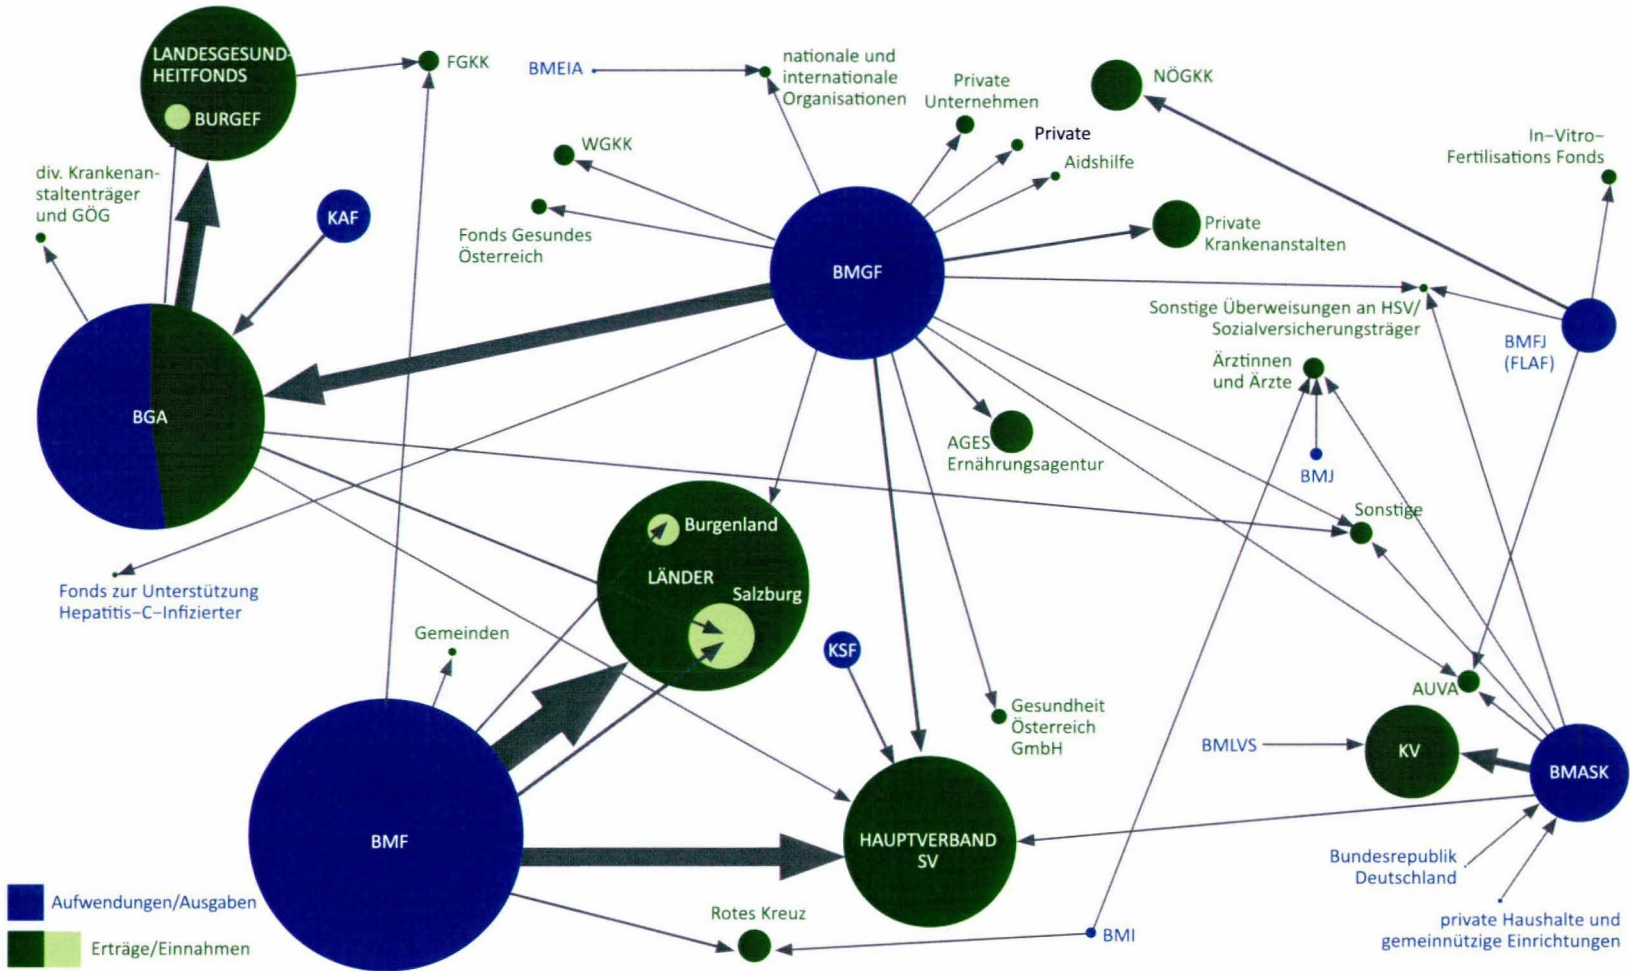 LANDESGESUND-
HEITFONDS
BURGEF
FGKK
BMEIA
nationale und
internationale
Organisationen
Private
Unternehmen
Private
Aidshilfe
NÖGKK
In-Vitro-
Fertilisations Fonds
div. Krankenan-
staltenträger
und GÖG
KAF
WGKK
Fonds Gesundes
Österreich
BMGF
Private
Krankenanstalten
Sonstige Überweisungen an HSV/
Sozialversicherungsträger
BMFJ
(FLAF)
Ärztinnen
und Ärzte
BGA
AGES
Ernährungsagentur
BMJ
Sonstige
Burgenland
LÄNDER
Salzburg
Fonds zur Unterstützung
Hepatitis-C-Infizierter
Gemeinden
KSF
Gesundheit
Österreich
GmbH
AUVA
BMLVS
KV
BMASK
BMF
HAUPTVERBAND
SV
Bundesrepublik
Deutschland
private Haushalte und
gemeinnützige Einrichtungen
Rotes Kreuz
BMI
Aufwendungen/Ausgaben
Erträge/Einnahmen